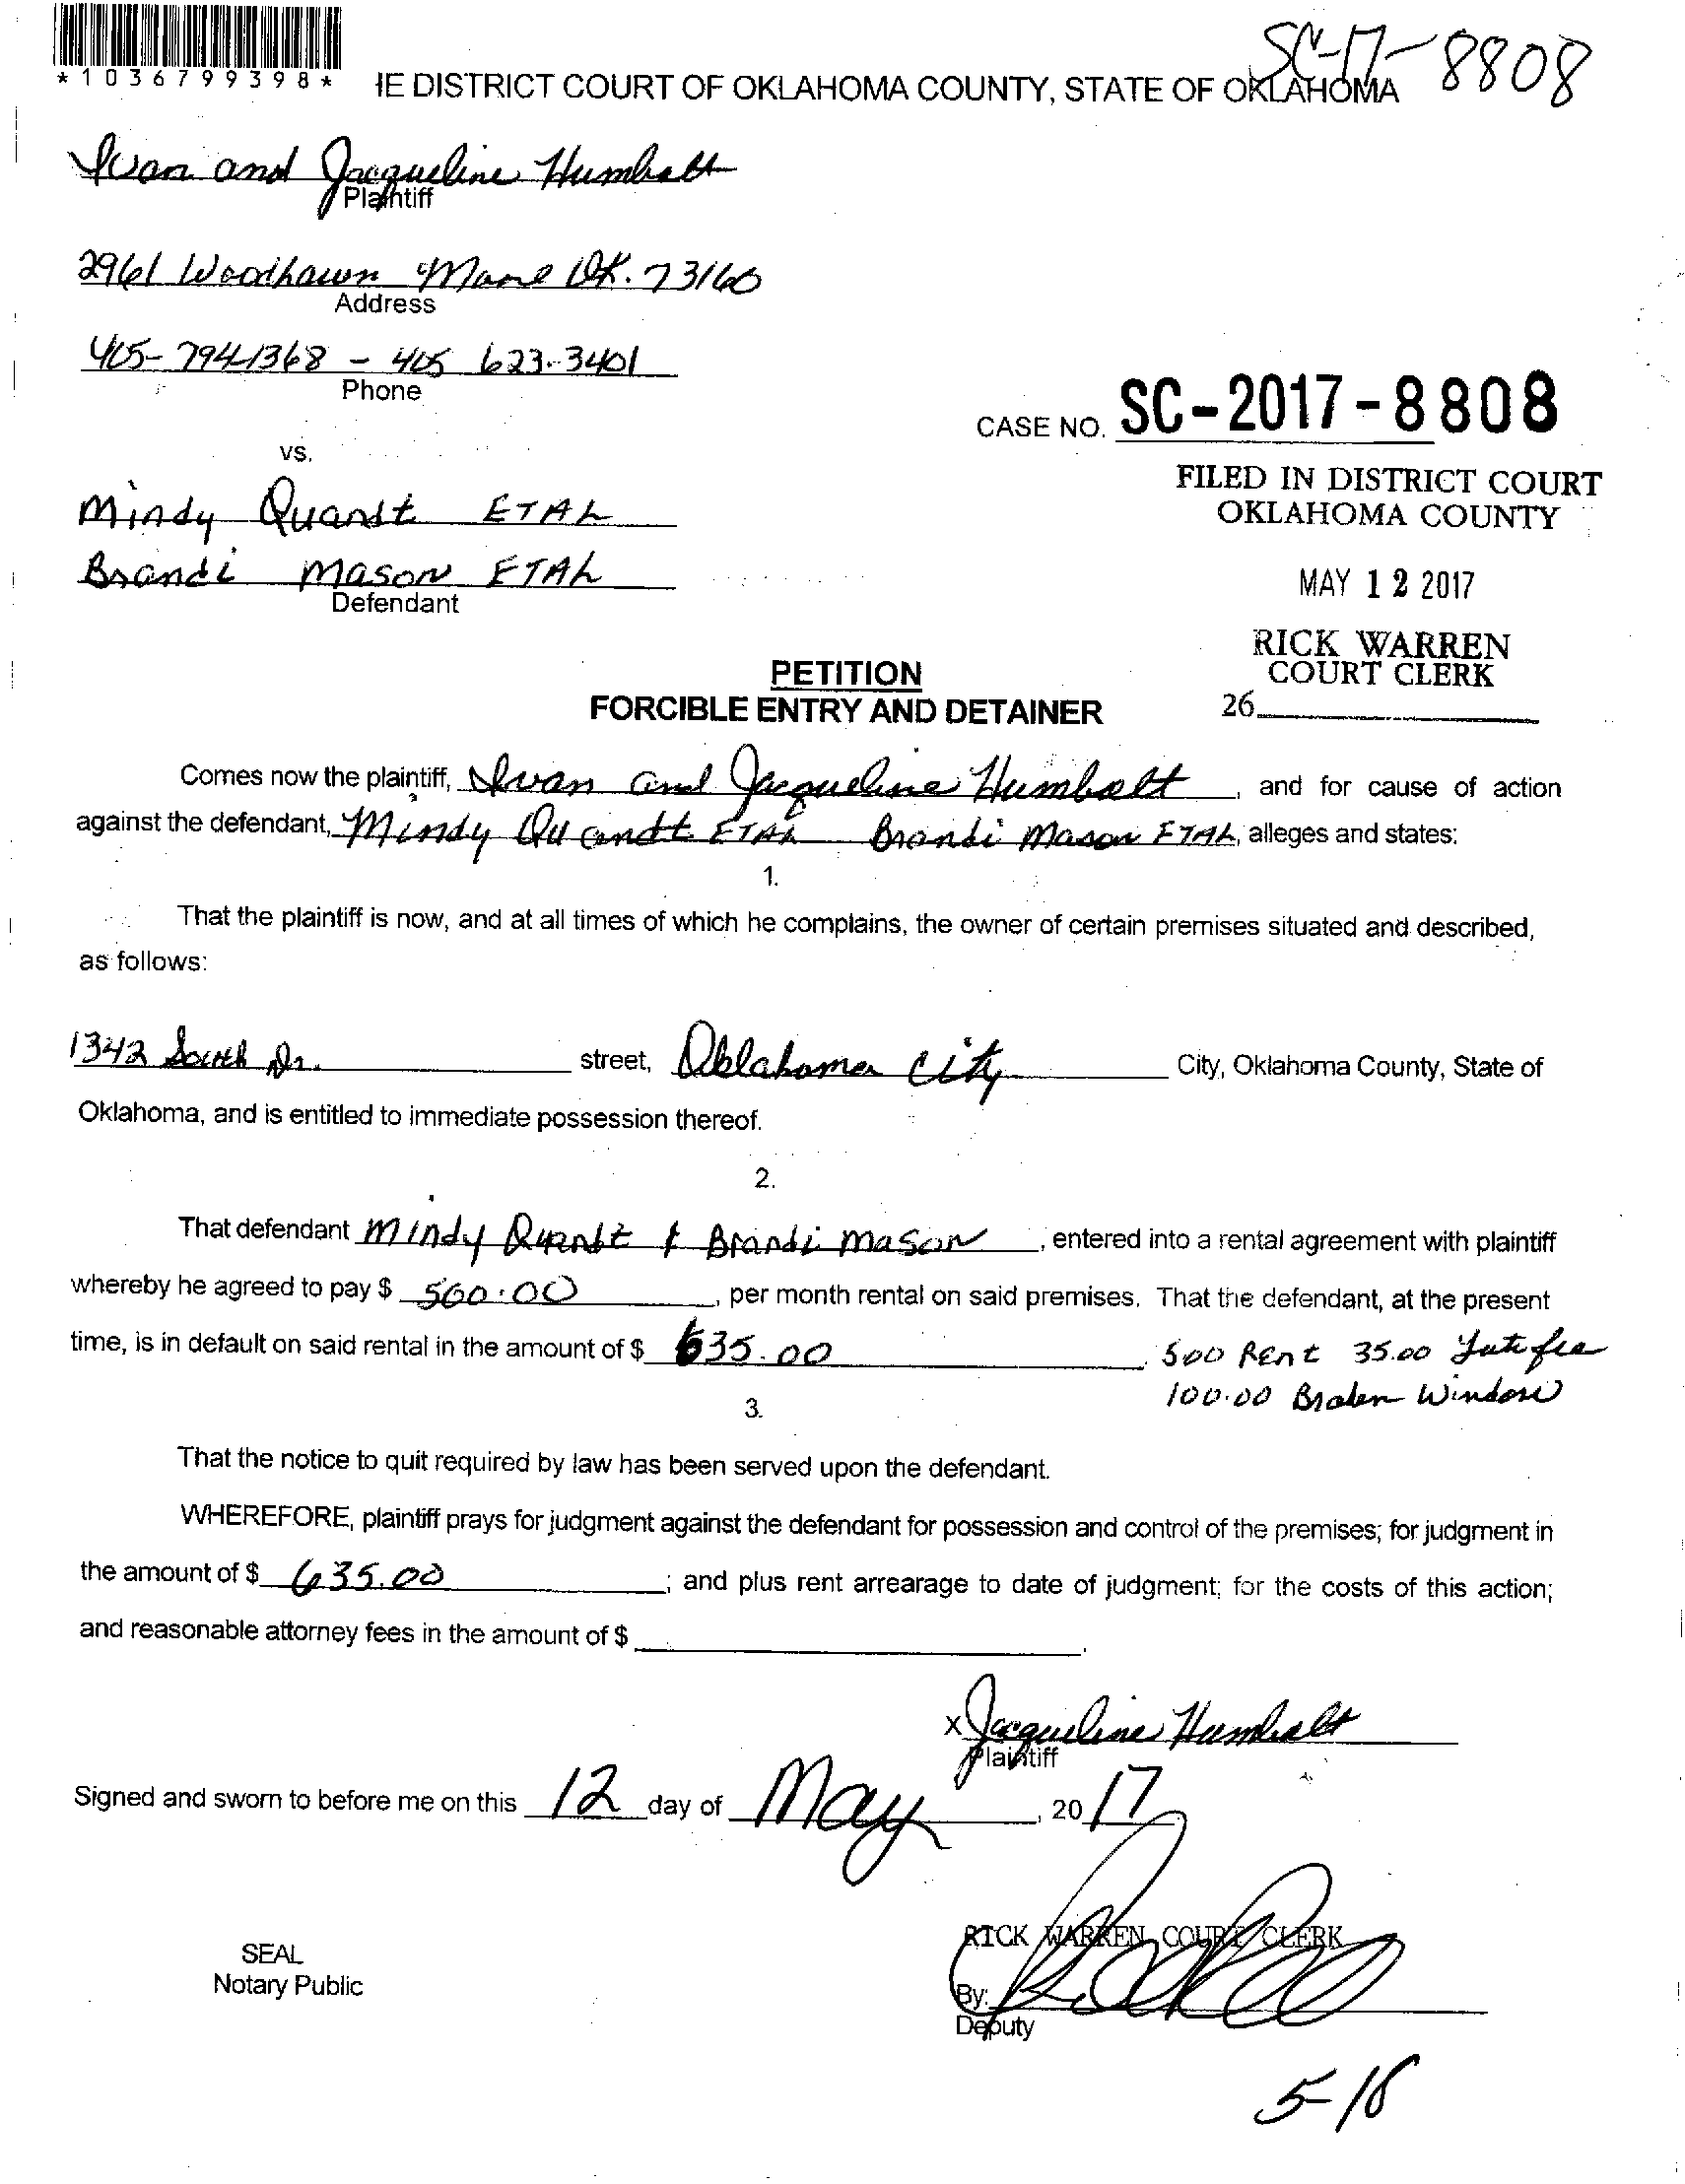 SC-17-8808
*1036799398*
IE DISTRICT COURT OF OKLAHOMA COUNTY, STATE OF OKLAHOMA
Ivan and Jacqueline Humbolt
Plaintiff
2961 Woodhawn Moore Ok. 73160
Address
405-794-1368 - 405 623-3401
Phone
CASE NO. SC-2017-8808
vs.
FILED IN DISTRICT COURT
OKLAHOMA COUNTY
Mindy Quandt ETAL
Brandi Mason ETAL
Defendant
MAY 12 2017
RICK WARREN
COURT CLERK
26
PETITION
FORCIBLE ENTRY AND DETAINER
Comes now the plaintiff, Ivan and Jacqueline Humbolt, and for cause of action
against the defendant, Mindy Quandt ETAL Brandi Mason ETAL, alleges and states:
1.
That the plaintiff is now, and at all times of which he complains, the owner of certain premises situated and described,
as follows:
1342 South Dr. street, Oklahoma City City, Oklahoma County, State of
Oklahoma, and is entitled to immediate possession thereof.
2.
That defendant Mindy Quandt & Brandi Mason, entered into a rental agreement with plaintiff
whereby he agreed to pay $ 500.00, per month rental on said premises. That the defendant, at the present
time, is in default on said rental in the amount of $ 635.00. 500 Rent 35.00 Late fee
100.00 Broken Window
3.
That the notice to quit required by law has been served upon the defendant.
WHEREFORE, plaintiff prays for judgment against the defendant for possession and control of the premises; for judgment in
the amount of $ 635.00; and plus rent arrearage to date of judgment; for the costs of this action;
and reasonable attorney fees in the amount of $
x Jacqueline Humbolt
Plaintiff
Signed and sworn to before me on this 12 day of May, 2017
RICK WARREN, COURT CLERK
SEAL
Notary Public
By:
Deputy
5-18